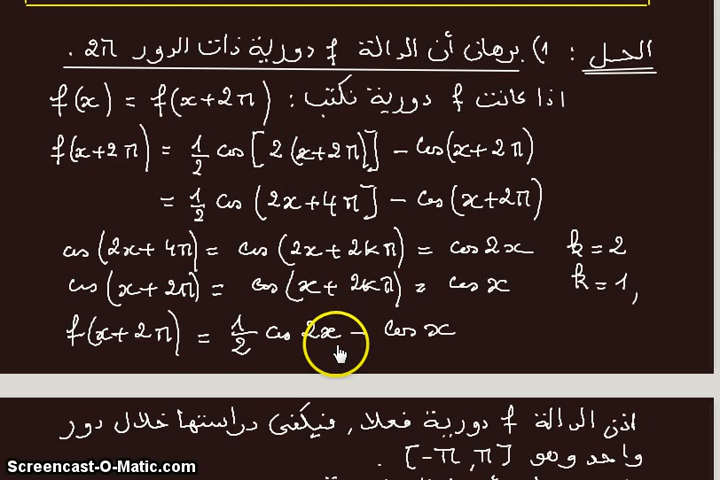 الحل : 1) برهان أن الدالة f دورية ذات الدور 2π .
اذا كانت f دورية نكتب : f(x) = f(x+2π)
f(x+2π) = 1/2 cos[2(x+2π)] - cos(x+2π)
= 1/2 cos (2x+4π] - cos (x+2π)
cos(2x+4π) = cos (2x+2kπ) = cos2x k=2
cos(x+2π) = cos(x+2kπ) = cos x k=1,
f(x+2π) = 1/2 cos 2x - cos x
اذن الدالة f دورية فعلا , فيكفي دراستها خلال دور
واحد وهو [-π,π] .
Screencast-O-Matic.com